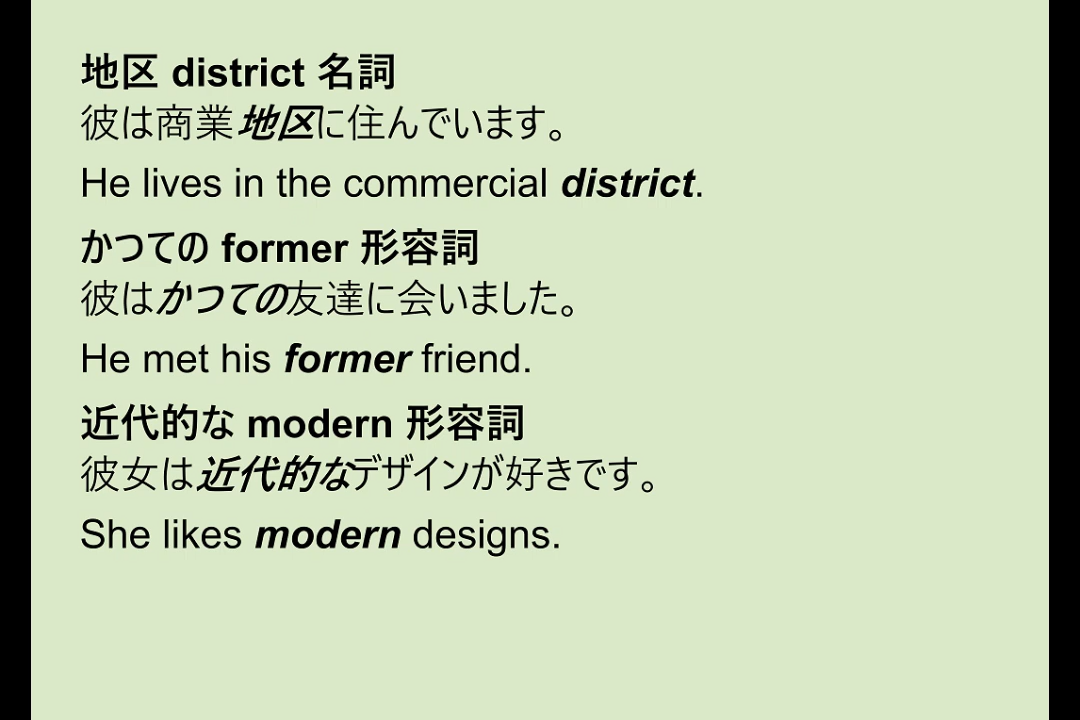 地区 district 名詞
彼は商業地区に住んでいます。
He lives in the commercial district.
かつての former 形容詞
彼はかつての友達に会いました。
He met his former friend.
近代的な modern 形容詞
彼女は近代的なデザインが好きです。
She likes modern designs.